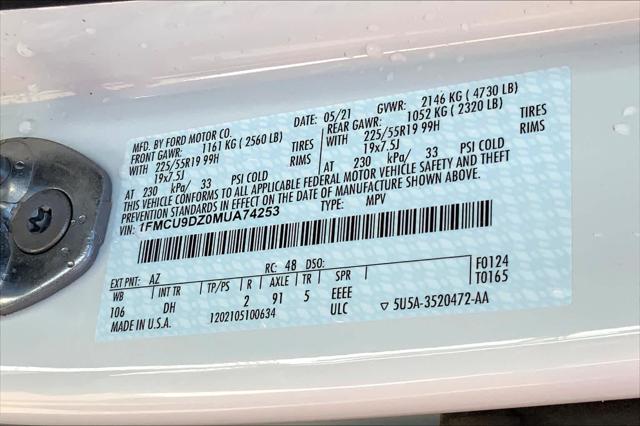 MFD. BY FORD MOTOR CO.
DATE: 05/21 GVWR: 2146 KG ( 4730 LB)
FRONT GAWR: 1161 KG ( 2560 LB)
REAR GAWR: 1052 KG ( 2320 LB)
WITH 225/55R19 99H TIRES
WITH 225/55R19 99H TIRES
19x7.5J RIMS
19x7.5J RIMS
AT 230 kPa/ 33 PSI COLD
AT 230 kPa/ 33 PSI COLD
THIS VEHICLE CONFORMS TO ALL APPLICABLE FEDERAL MOTOR VEHICLE SAFETY AND THEFT
PREVENTION STANDARDS IN EFFECT ON THE DATE OF MANUFACTURE SHOWN ABOVE.
VIN: 1FMCU9DZ0MUA74253 TYPE: MPV
EXT PNT: AZ RC: 48 DSO: F0124
WB INT TR TP/PS R AXLE TR SPR T0165
106 DH 2 91 5 EEEE
MADE IN U.S.A. 1202105100634 ULC ▽ 5U5A-3520472-AA